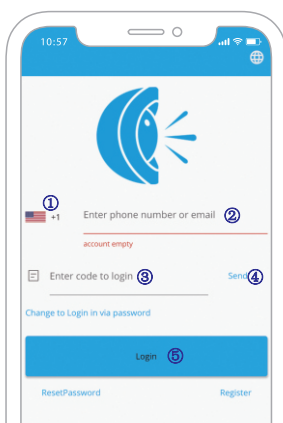 10:57
①
+1 Enter phone number or email ②
account empty
Enter code to login ③ Send ④
Change to Login in via password
Login ⑤
ResetPassword Register